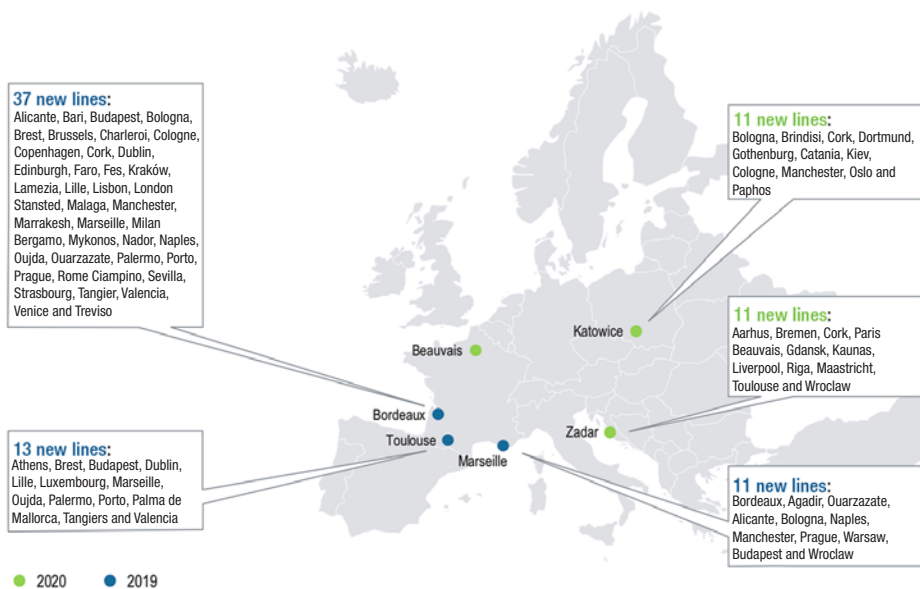 37 new lines:
Alicante, Bari, Budapest, Bologna,
Brest, Brussels, Charleroi, Cologne,
Copenhagen, Cork, Dublin,
Edinburgh, Faro, Fes, Kraków,
Lamezia, Lille, Lisbon, London
Stansted, Malaga, Manchester,
Marrakesh, Marseille, Milan
Bergamo, Mykonos, Nador, Naples,
Oujda, Ouarzazate, Palermo, Porto,
Prague, Rome Ciampino, Sevilla,
Strasbourg, Tangier, Valencia,
Venice and Treviso
11 new lines:
Bologna, Brindisi, Cork, Dortmund,
Gothenburg, Catania, Kiev,
Cologne, Manchester, Oslo and
Paphos
Katowice
Beauvais
11 new lines:
Aarhus, Bremen, Cork, Paris
Beauvais, Gdansk, Kaunas,
Liverpool, Riga, Maastricht,
Toulouse and Wroclaw
Bordeaux
Toulouse
Marseille
Zadar
13 new lines:
Athens, Brest, Budapest, Dublin,
Lille, Luxembourg, Marseille,
Oujda, Palermo, Porto, Palma de
Mallorca, Tangiers and Valencia
11 new lines:
Bordeaux, Agadir, Ouarzazate,
Alicante, Bologna, Naples,
Manchester, Prague, Warsaw,
Budapest and Wroclaw
2020
2019